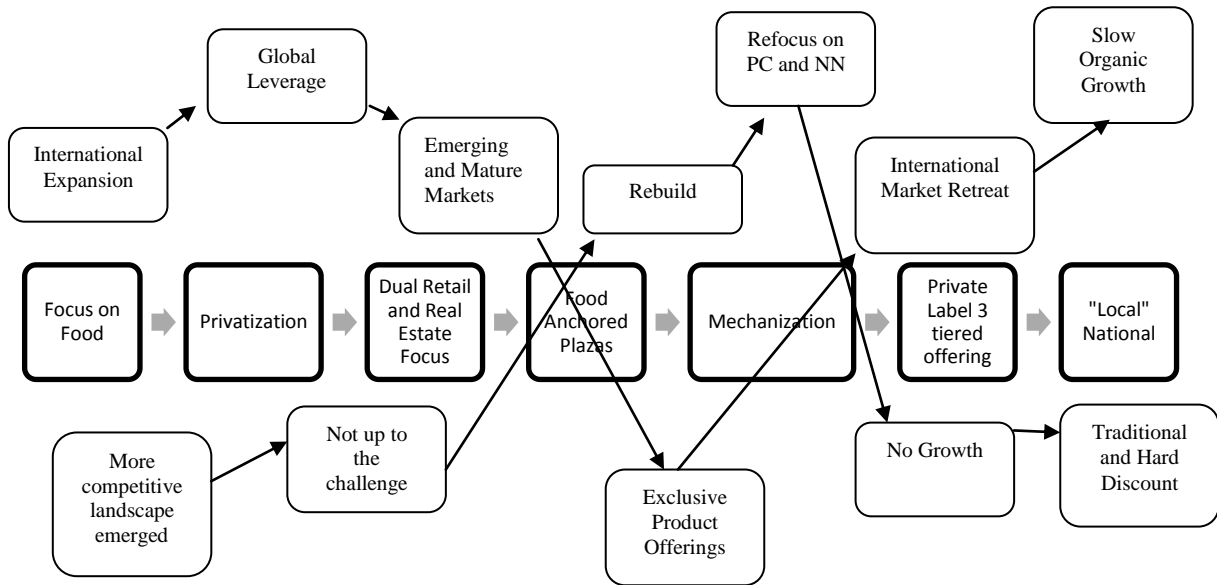 Global
Leverage
International
Expansion
Emerging
and Mature
Markets
Rebuild
Refocus on
PC and NN
International
Market Retreat
Slow
Organic
Growth
Focus on
Food
Privatization
Dual Retail
and Real
Estate
Focus
Food
Anchored
Plazas
Mechanization
Private
Label 3
tiered
offering
"Local"
National
More
competitive
landscape
emerged
Not up to
the
challenge
Exclusive
Product
Offerings
No Growth
Traditional
and Hard
Discount